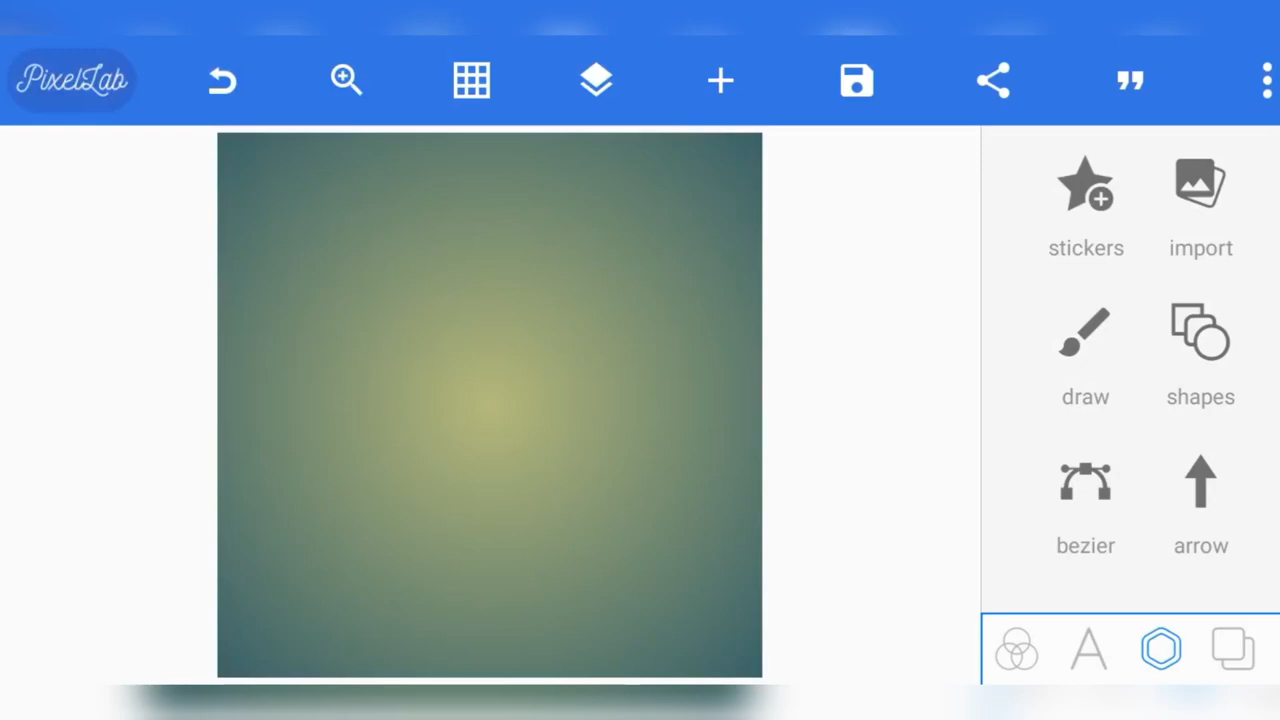 PixelLab
stickers
import
draw
shapes
bezier
arrow